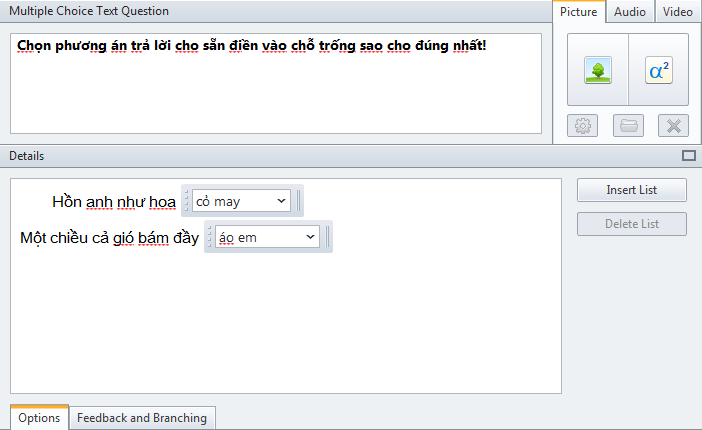 Multiple Choice Text Question
Picture Audio Video
Chọn phương án trả lời cho sẵn điền vào chỗ trống sao cho đúng nhất!
α²
Details
Insert List
Delete List
Hồn anh như hoa cỏ may
Một chiều cả gió bám đầy áo em
Options Feedback and Branching